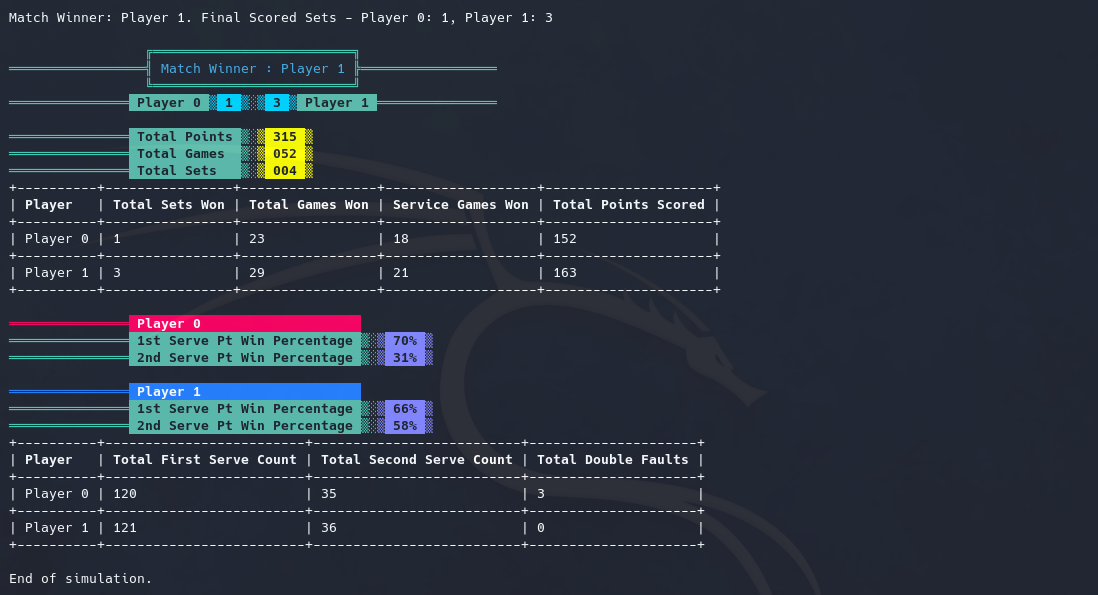 Match Winner: Player 1. Final Scored Sets - Player 0: 1, Player 1: 3
Match Winner : Player 1
Player 0 1 3 Player 1
Total Points 315
Total Games 052
Total Sets 004
+----------+----------------+-----------------+-------------------+---------------------+
| Player   | Total Sets Won | Total Games Won | Service Games Won | Total Points Scored |
+----------+----------------+-----------------+-------------------+---------------------+
| Player 0 | 1              | 23              | 18                | 152                 |
+----------+----------------+-----------------+-------------------+---------------------+
| Player 1 | 3              | 29              | 21                | 163                 |
+----------+----------------+-----------------+-------------------+---------------------+
Player 0
1st Serve Pt Win Percentage 70%
2nd Serve Pt Win Percentage 31%
Player 1
1st Serve Pt Win Percentage 66%
2nd Serve Pt Win Percentage 58%
+----------+-------------------------+--------------------------+---------------------+
| Player   | Total First Serve Count | Total Second Serve Count | Total Double Faults |
+----------+-------------------------+--------------------------+---------------------+
| Player 0 | 120                     | 35                       | 3                   |
+----------+-------------------------+--------------------------+---------------------+
| Player 1 | 121                     | 36                       | 0                   |
+----------+-------------------------+--------------------------+---------------------+
End of simulation.